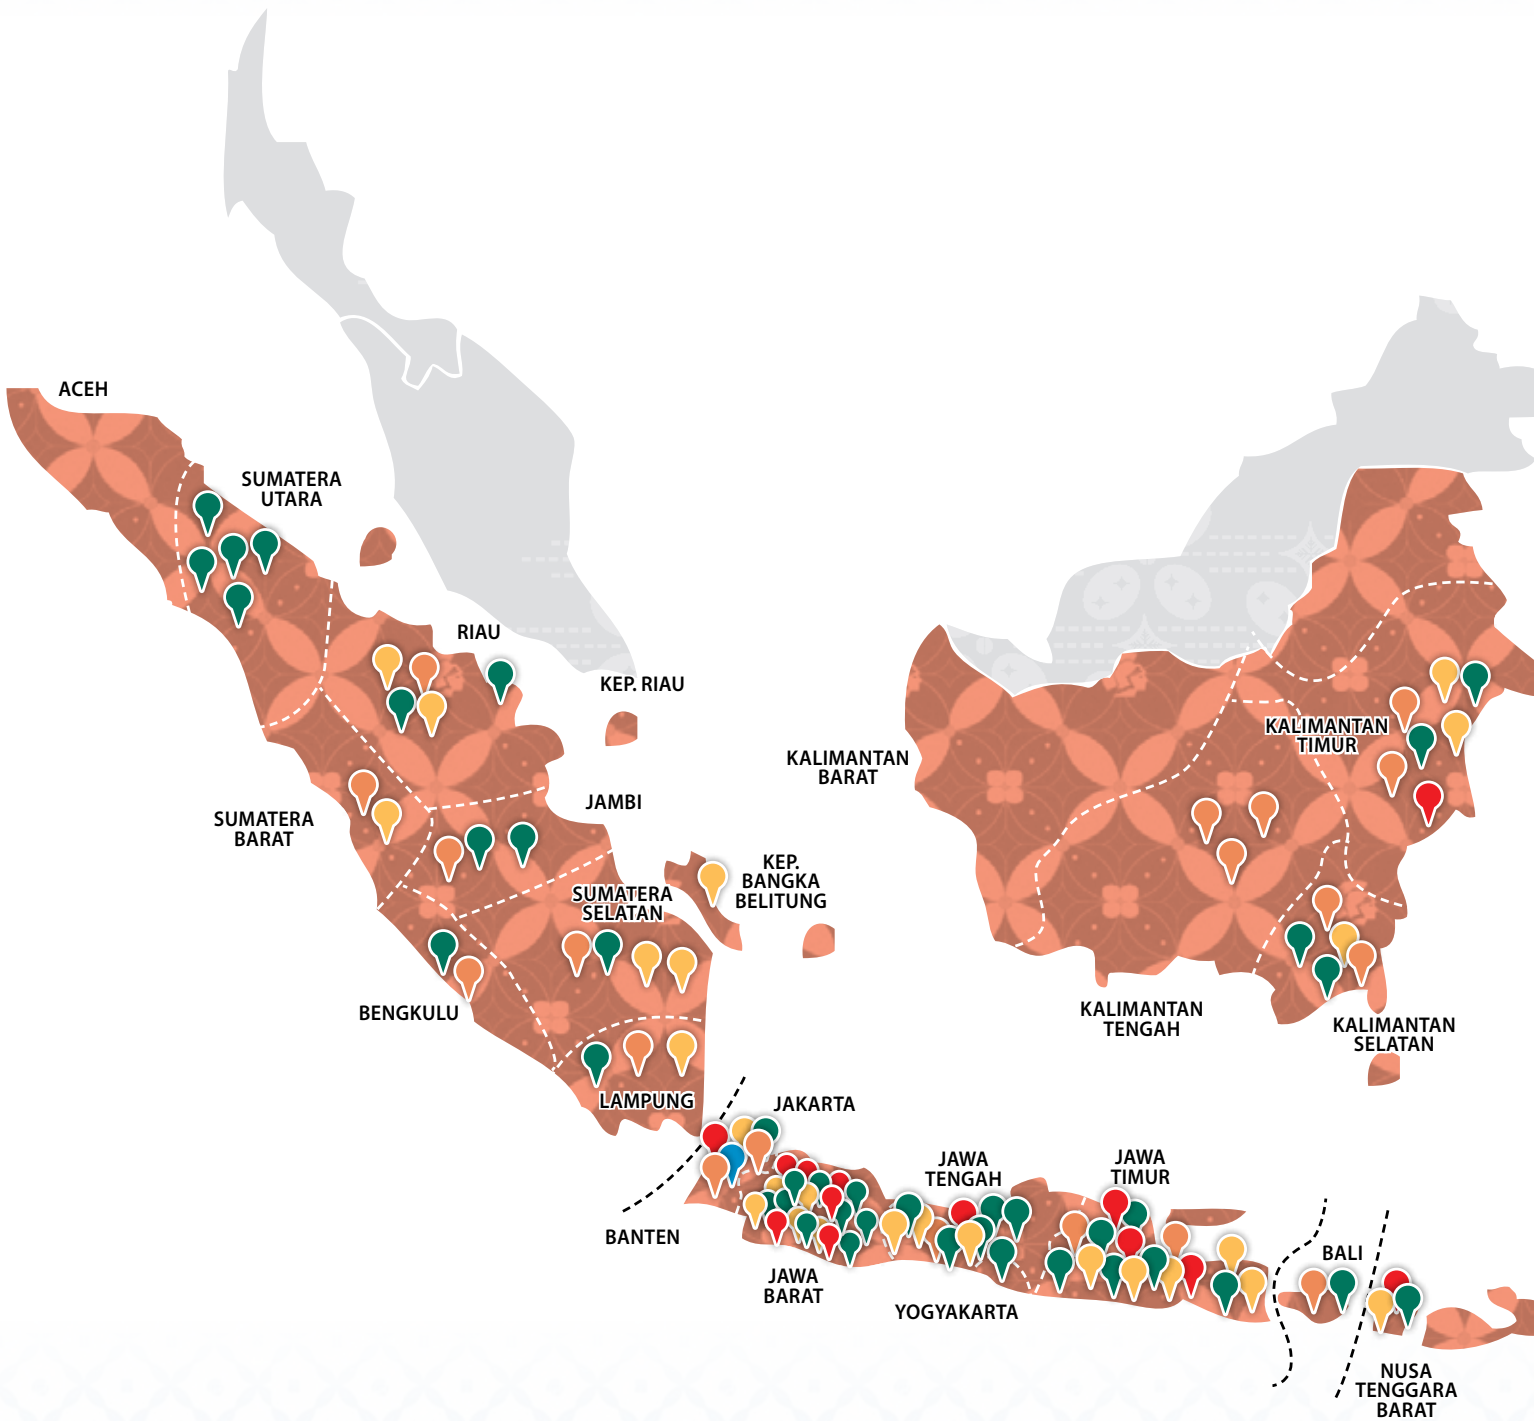 ACEH
SUMATERA
UTARA
RIAU
KEP. RIAU
KALIMANTAN
TIMUR
KALIMANTAN
BARAT
JAMBI
SUMATERA
BARAT
KEP.
BANGKA
BELITUNG
SUMATERA
SELATAN
BENGKULU
KALIMANTAN
TENGAH
KALIMANTAN
SELATAN
LAMPUNG
JAKARTA
JAWA
TENGAH
JAWA
TIMUR
BANTEN
BALI
JAWA
BARAT
YOGYAKARTA
NUSA
TENGGARA
BARAT